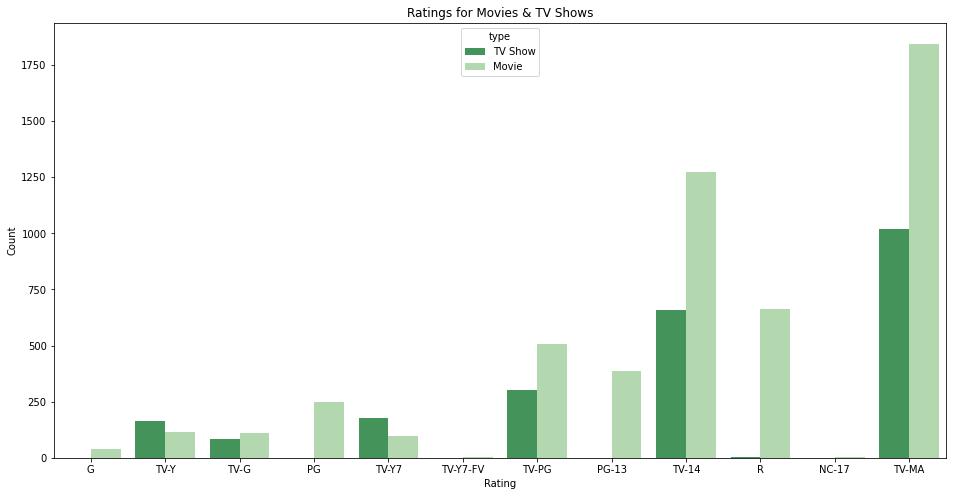 Ratings for Movies & TV Shows
type
TV Show
Movie
1750
1500
1250
1000
750
500
250
0
Count
G TV-Y TV-G PG TV-Y7 TV-Y7-FV TV-PG PG-13 TV-14 R NC-17 TV-MA
Rating